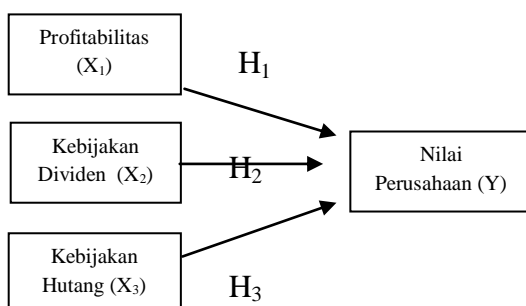 Profitabilitas
(X₁)
H₁
Kebijakan
Dividen (X₂)
H₂
Nilai
Perusahaan (Y)
Kebijakan
Hutang (X₃)
H₃